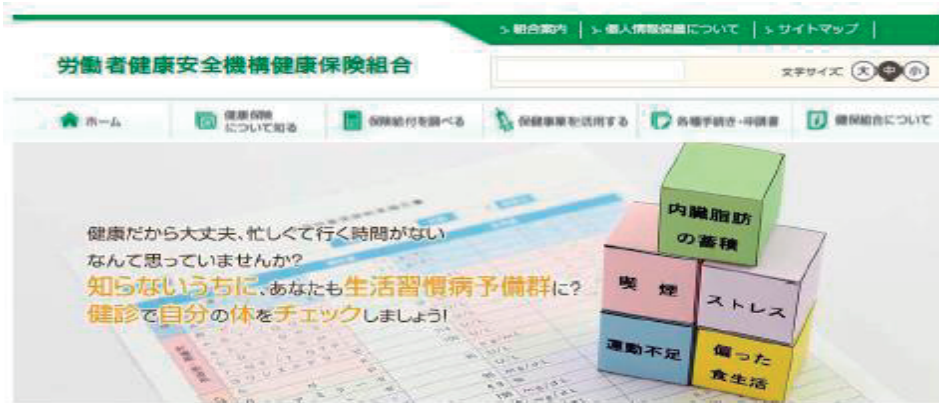 > 組合案内 | > 個人情報保護について | > サイトマップ |
労働者健康安全機構健康保険組合
文字サイズ 大 中 小
ホーム
健康保険
について知る
保険給付を調べる
保健事業を活用する
各種手続き・申請書
健保組合について
健康だから大丈夫、忙しくて行く時間がない
なんて思っていませんか?
知らないうちに、あなたも生活習慣病予備群に?
健診で自分の体をチェックしましょう!
内臓脂肪
の蓄積
喫煙
ストレス
運動不足
偏った
食生活